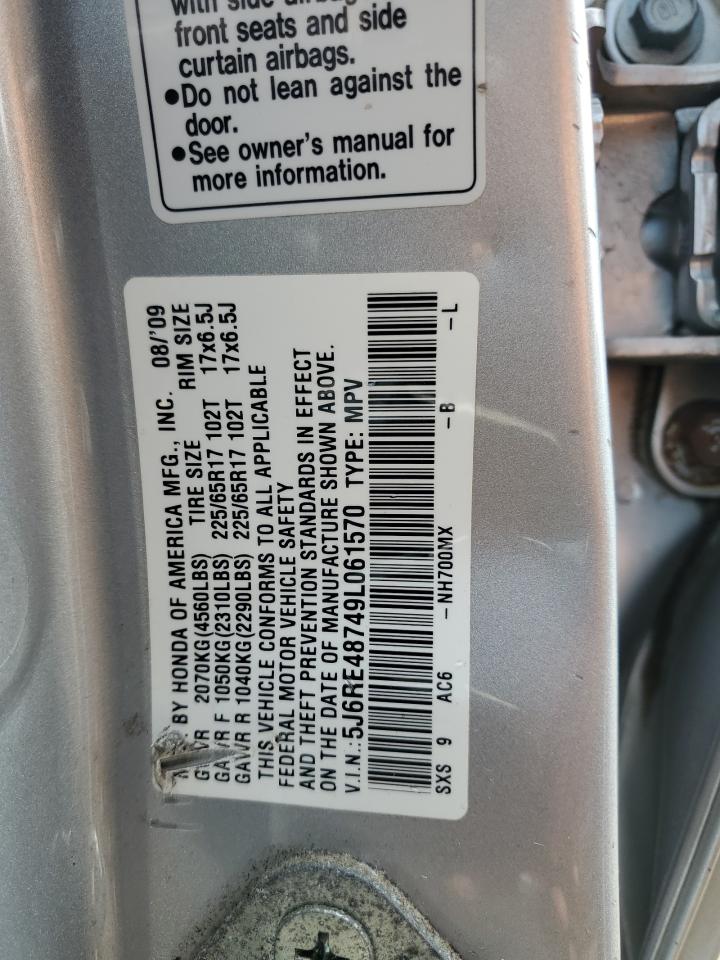 with side
front seats and side
curtain airbags.
●Do not lean against the
door.
●See owner's manual for
more information.
BY HONDA OF AMERICA MFG., INC. 08/'09
TIRE SIZE RIM SIZE
2070KG(4560LBS)
GAWR F 1050KG(2310LBS) 225/65R17 102T 17x6.5J
GAWR R 1040KG(2290LBS) 225/65R17 102T 17x6.5J
THIS VEHICLE CONFORMS TO ALL APPLICABLE
FEDERAL MOTOR VEHICLE SAFETY
AND THEFT PREVENTION STANDARDS IN EFFECT
ON THE DATE OF MANUFACTURE SHOWN ABOVE.
V.I.N.:5J6RE48749L061570 TYPE: MPV
SXS 9 AC6 -NH700MX -B -L